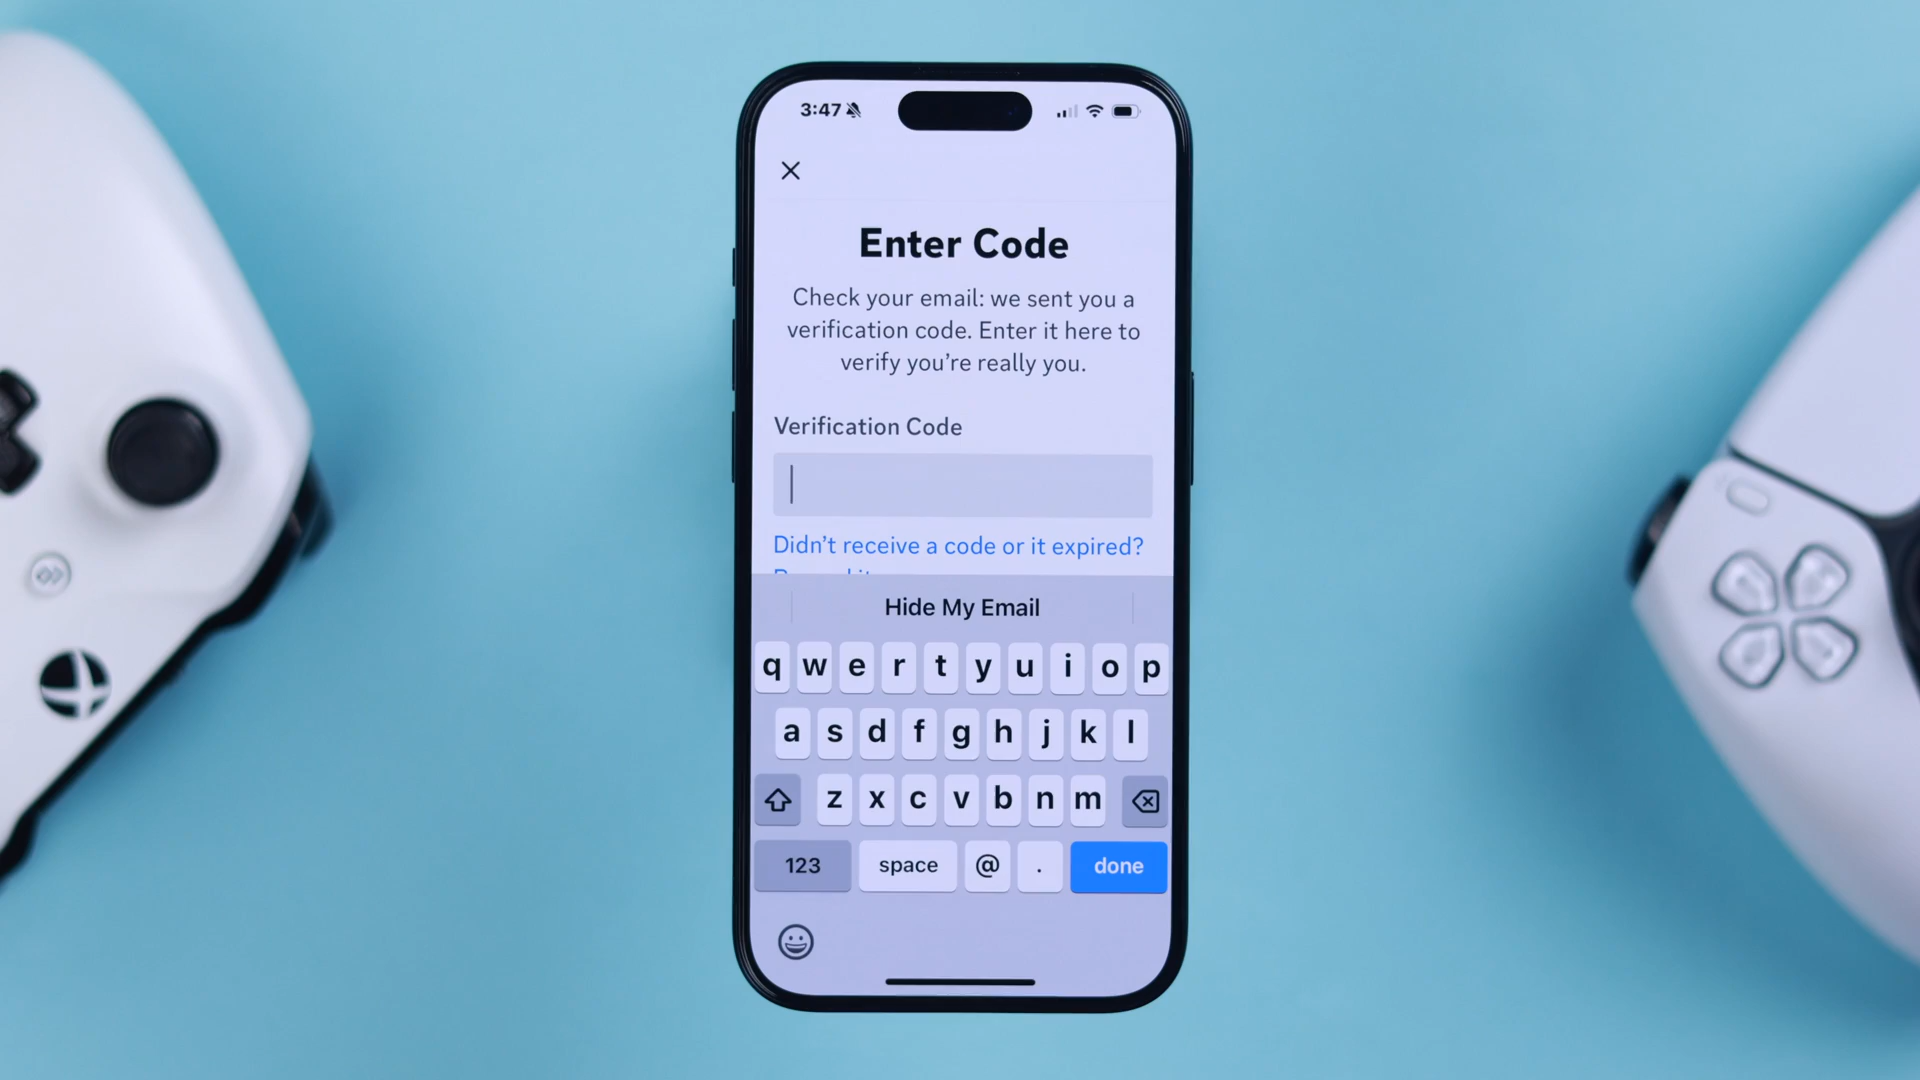 3:47
Enter Code
Check your email: we sent you a
verification code. Enter it here to
verify you’re really you.
Verification Code
Didn’t receive a code or it expired?
Hide My Email
q w e r t y u i o p
a s d f g h j k l
z x c v b n m
123 space @ . done